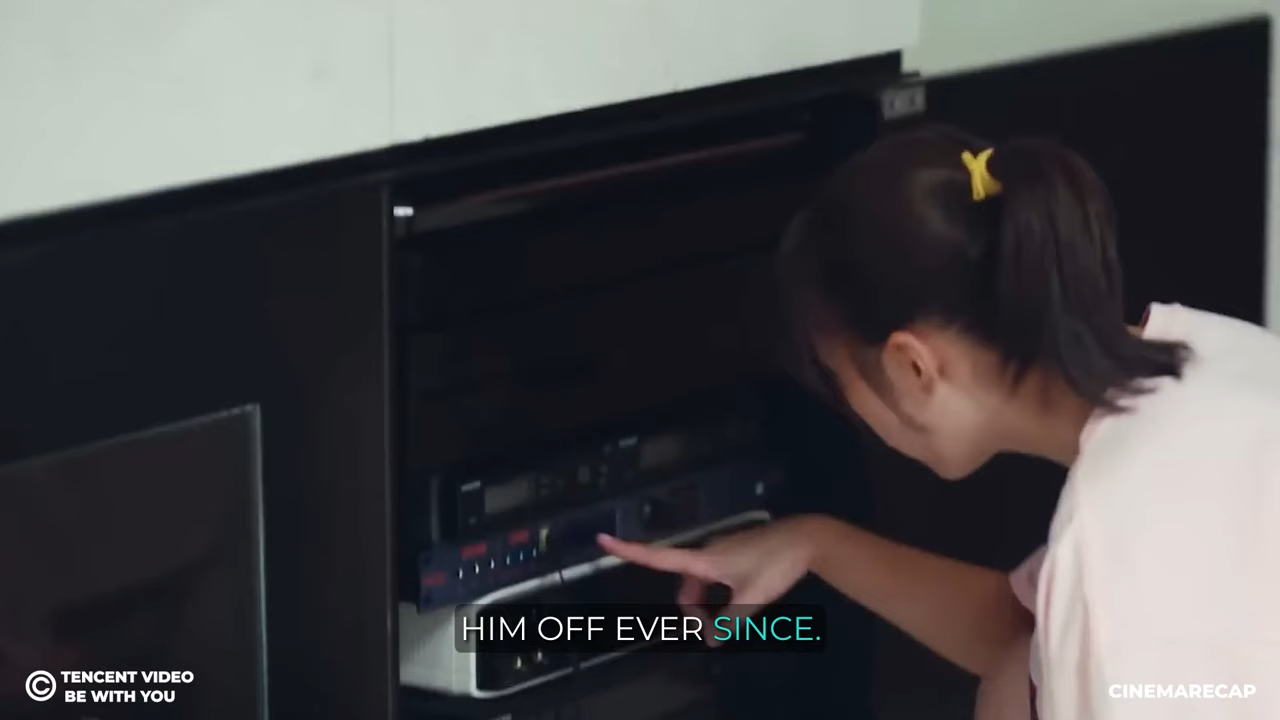 HIM OFF EVER SINCE.
© TENCENT VIDEO
BE WITH YOU
CINEMARECAP